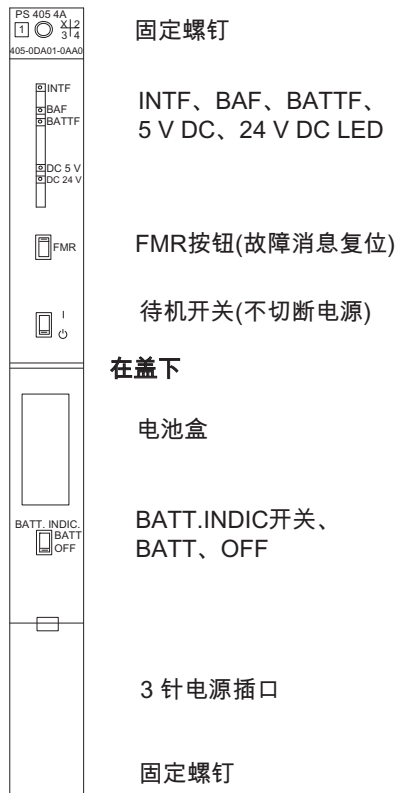 PS 405 4A
1 X 2
3 4
405-0DA01-0AA0
固定螺钉
INTF
BAF
BATTF
DC 5 V
DC 24 V
INTF、BAF、BATTF、
5 V DC、24 V DC LED
FMR
FMR按钮(故障消息复位)
I
待机开关(不切断电源)
在盖下
电池盒
BATT. INDIC.
BATT
OFF
BATT.INDIC开关、
BATT、OFF
3 针电源插口
固定螺钉